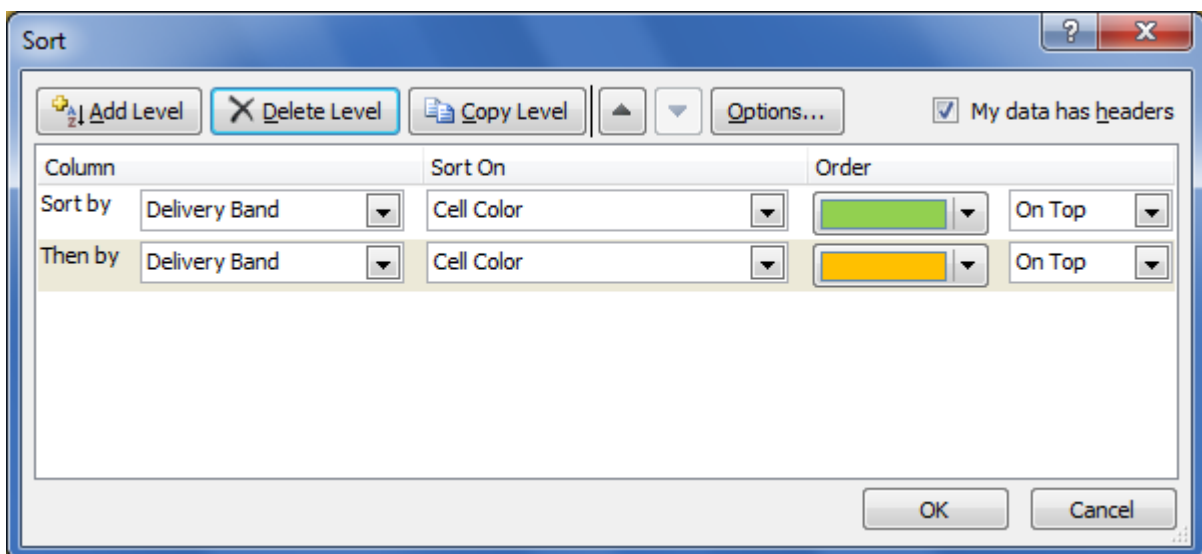 Sort
Add Level Delete Level Copy Level Options... My data has headers
Column Sort On Order
Sort by Delivery Band Cell Color On Top
Then by Delivery Band Cell Color On Top
OK Cancel